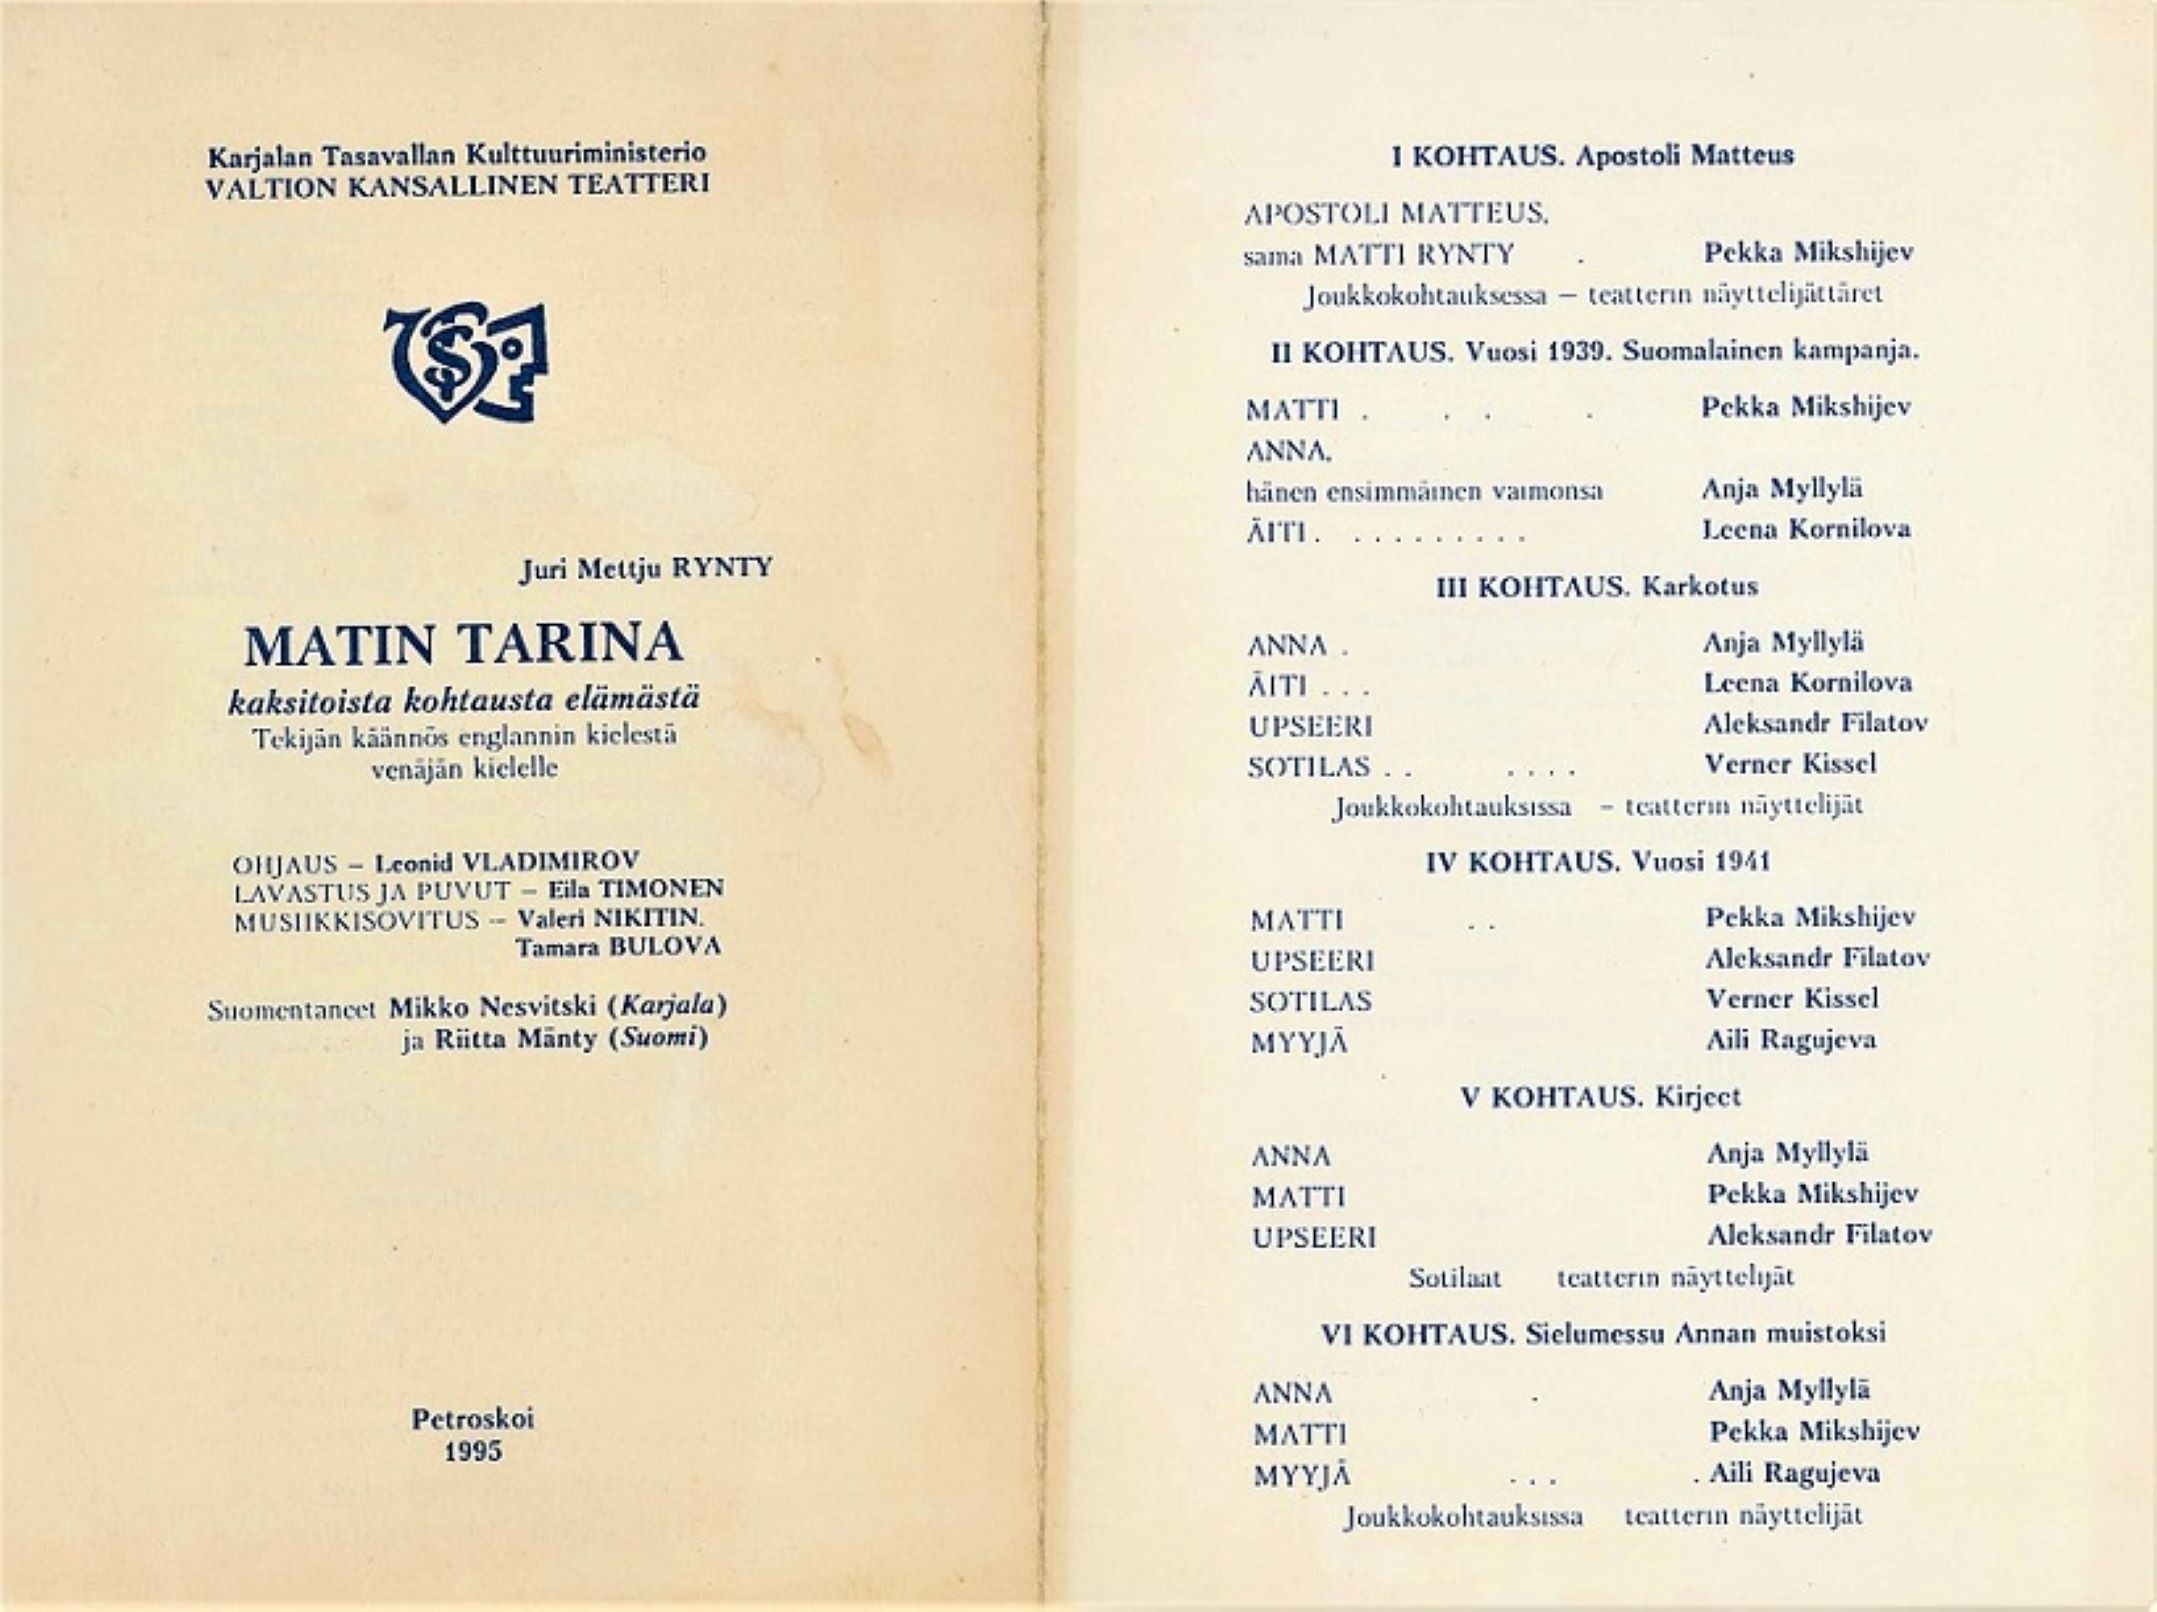 Karjalan Tasavallan Kulttuuriministerio
VALTION KANSALLINEN TEATTERI
Juri Mettju RYNTY
MATIN TARINA
kaksitoista kohtausta elämästä
Tekijän käännös englannin kielestä
venäjän kielelle
OHJAUS – Leonid VLADIMIROV
LAVASTUS JA PUVUT – Eila TIMONEN
MUSIIKKISOVITUS – Valeri NIKITIN.
Tamara BULOVA
Suomentaneet Mikko Nesvitski (Karjala)
ja Riitta Mänty (Suomi)
Petroskoi
1995
I KOHTAUS. Apostoli Matteus
APOSTOLI MATTEUS,
sama MATTI RYNTY . Pekka Mikshijev
Joukkokohtauksessa – teatterin näyttelijättäret
II KOHTAUS. Vuosi 1939. Suomalainen kampanja.
MATTI . . . . Pekka Mikshijev
ANNA,
hänen ensimmäinen vaimonsa Anja Myllylä
ÄITI . . . . . . . . . . Leena Kornilova
III KOHTAUS. Karkotus
ANNA . Anja Myllylä
ÄITI . . . Leena Kornilova
UPSEERI Aleksandr Filatov
SOTILAS . . . . . . Verner Kissel
Joukkokohtauksissa – teatterin näyttelijät
IV KOHTAUS. Vuosi 1941
MATTI . . Pekka Mikshijev
UPSEERI Aleksandr Filatov
SOTILAS Verner Kissel
MYYJÄ Aili Ragujeva
V KOHTAUS. Kirjeet
ANNA Anja Myllylä
MATTI Pekka Mikshijev
UPSEERI Aleksandr Filatov
Sotilaat teatterin näyttelijät
VI KOHTAUS. Sielumessu Annan muistoksi
ANNA . Anja Myllylä
MATTI Pekka Mikshijev
MYYJÄ . . . . Aili Ragujeva
Joukkokohtauksissa teatterin näyttelijät